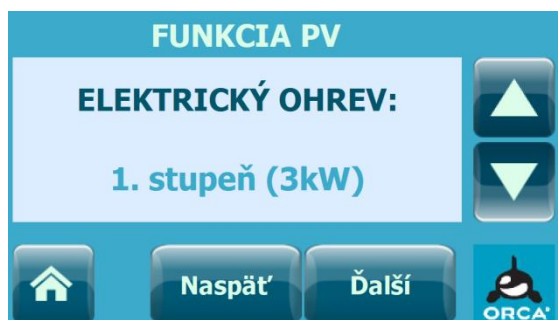 FUNKCIA PV
ELEKTRICKÝ OHREV:
1. stupeň (3kW)
Naspäť
Ďalší
ORCA